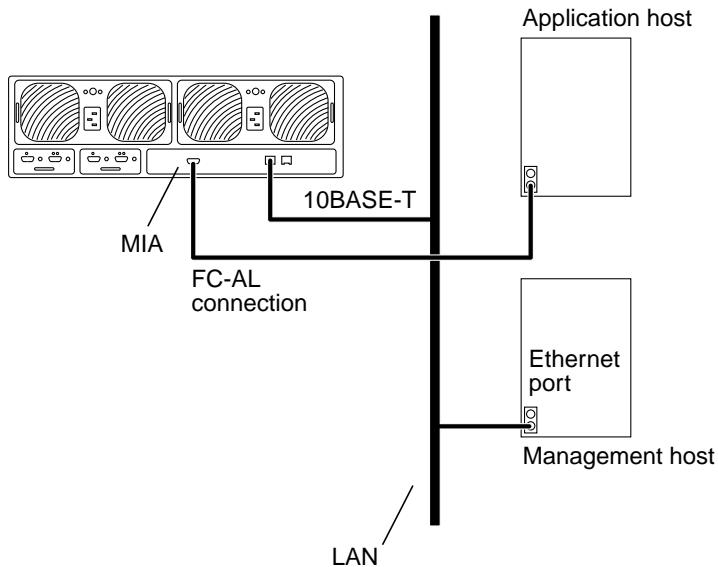 Application host
10BASE-T
MIA
FC-AL
connection
Ethernet
port
Management host
LAN